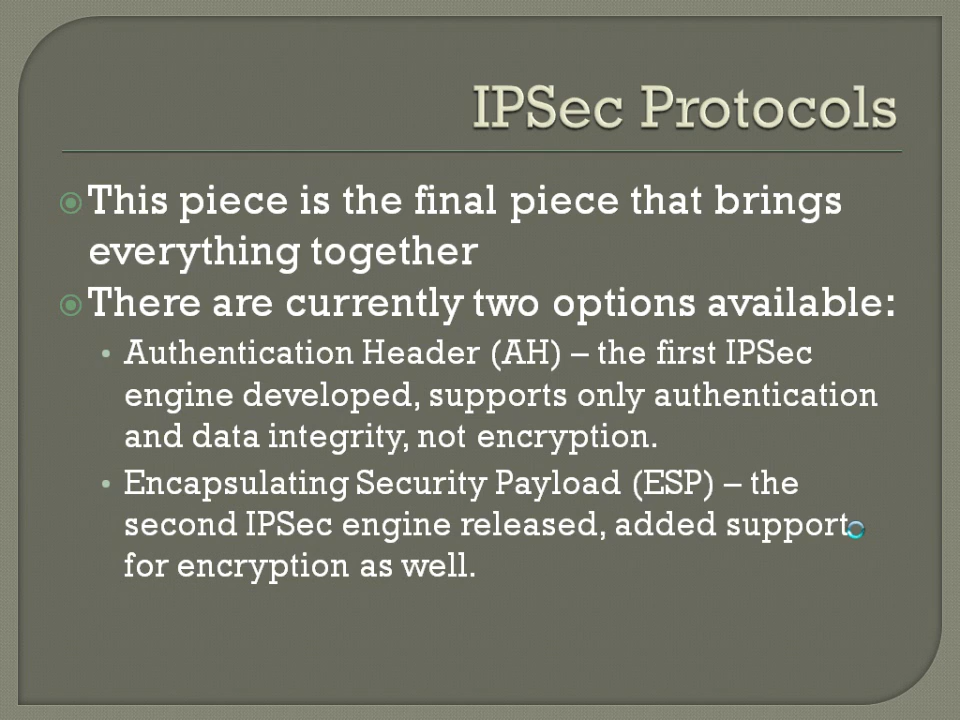 IPSec Protocols
This piece is the final piece that brings
everything together
There are currently two options available:
• Authentication Header (AH) – the first IPSec
engine developed, supports only authentication
and data integrity, not encryption.
• Encapsulating Security Payload (ESP) – the
second IPSec engine released, added support
for encryption as well.